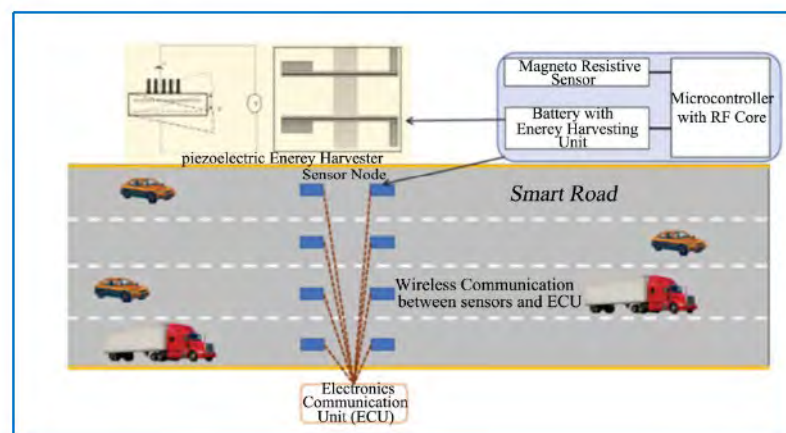 Magneto Resistive
Sensor
Battery with
Enerey Harvesting
Unit
Microcontroller
with RF Core
piezoelectric Enerey Harvester
Sensor Node
Smart Road
Wireless Communication
between sensors and ECU
Electronics
Communication
Unit (ECU)